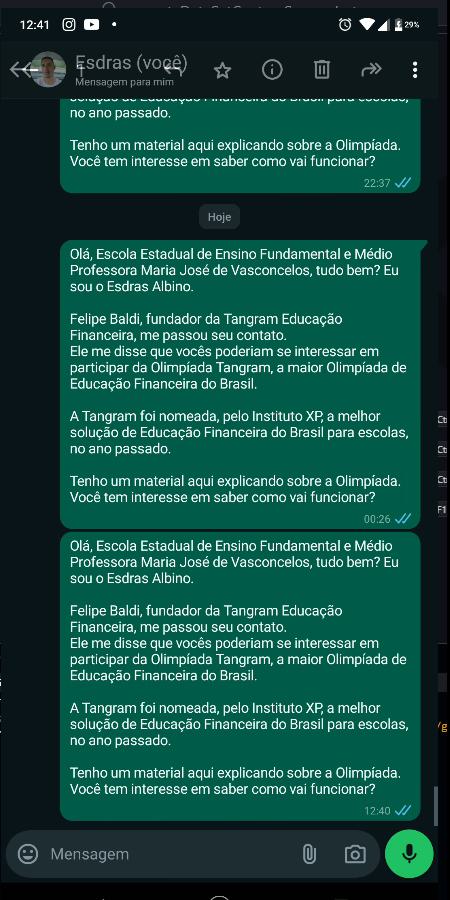 12:41
29%
Esdras (você)
Mensagem para mim
no ano passado.
Tenho um material aqui explicando sobre a Olimpíada.
Você tem interesse em saber como vai funcionar?
22:37
Hoje
Olá, Escola Estadual de Ensino Fundamental e Médio
Professora Maria José de Vasconcelos, tudo bem? Eu
sou o Esdras Albino.
Felipe Baldi, fundador da Tangram Educação
Financeira, me passou seu contato.
Ele me disse que vocês poderiam se interessar em
participar da Olimpíada Tangram, a maior Olimpíada de
Educação Financeira do Brasil.
A Tangram foi nomeada, pelo Instituto XP, a melhor
solução de Educação Financeira do Brasil para escolas,
no ano passado.
Tenho um material aqui explicando sobre a Olimpíada.
Você tem interesse em saber como vai funcionar?
00:26
Olá, Escola Estadual de Ensino Fundamental e Médio
Professora Maria José de Vasconcelos, tudo bem? Eu
sou o Esdras Albino.
Felipe Baldi, fundador da Tangram Educação
Financeira, me passou seu contato.
Ele me disse que vocês poderiam se interessar em
participar da Olimpíada Tangram, a maior Olimpíada de
Educação Financeira do Brasil.
A Tangram foi nomeada, pelo Instituto XP, a melhor
solução de Educação Financeira do Brasil para escolas,
no ano passado.
Tenho um material aqui explicando sobre a Olimpíada.
Você tem interesse em saber como vai funcionar?
12:40
Mensagem